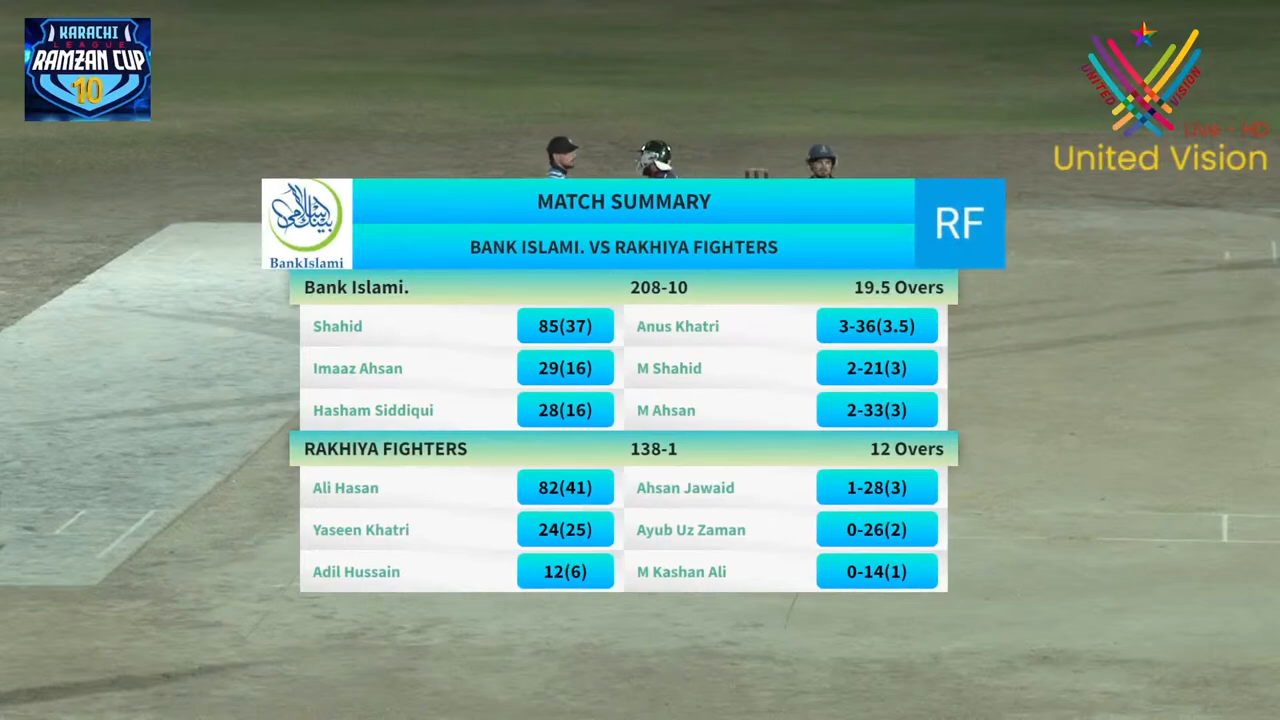 KARACHI
LEAGUE
RAMZAN CUP
10
UNITED VISION
Live - HD
United Vision
بینک اسلامی
BankIslami
MATCH SUMMARY
RF
BANK ISLAMI. VS RAKHIYA FIGHTERS
Bank Islami. 208-10 19.5 Overs
Shahid 85(37) Anus Khatri 3-36(3.5)
Imaaz Ahsan 29(16) M Shahid 2-21(3)
Hasham Siddiqui 28(16) M Ahsan 2-33(3)
RAKHIYA FIGHTERS 138-1 12 Overs
Ali Hasan 82(41) Ahsan Jawaid 1-28(3)
Yaseen Khatri 24(25) Ayub Uz Zaman 0-26(2)
Adil Hussain 12(6) M Kashan Ali 0-14(1)